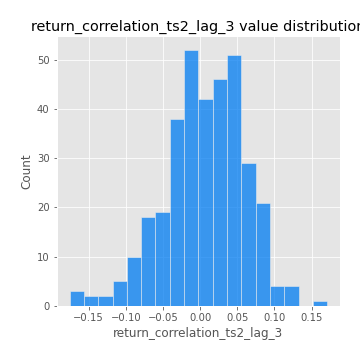 return_correlation_ts2_lag_3 value distribution
50
40
30
20
10
0
Count
−0.15 −0.10 −0.05 0.00 0.05 0.10 0.15
return_correlation_ts2_lag_3